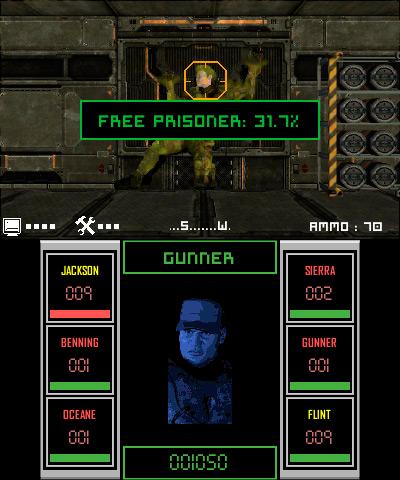 FREE PRISONER: 31.7%
...S.......W.
AMMO : 70
GUNNER
JACKSON
009
BENNING
001
OCEANE
001
SIERRA
002
GUNNER
001
FLINT
009
001050